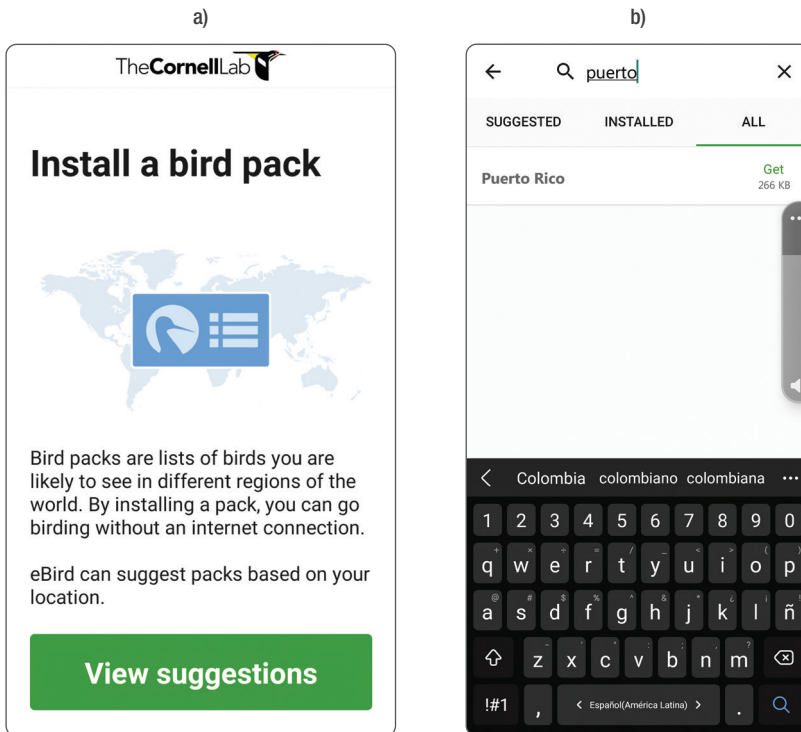 a)
TheCornellLab
Install a bird pack
Bird packs are lists of birds you are
likely to see in different regions of the
world. By installing a pack, you can go
birding without an internet connection.
eBird can suggest packs based on your
location.
View suggestions
b)
puerto
SUGGESTED INSTALLED ALL
Puerto Rico Get
266 KB
Colombia colombiano colombiana •••
1 2 3 4 5 6 7 8 9 0
q w e r t y u i o p
a s d f g h j k l ñ
z x c v b n m
!#1 , < Español(América Latina) > .